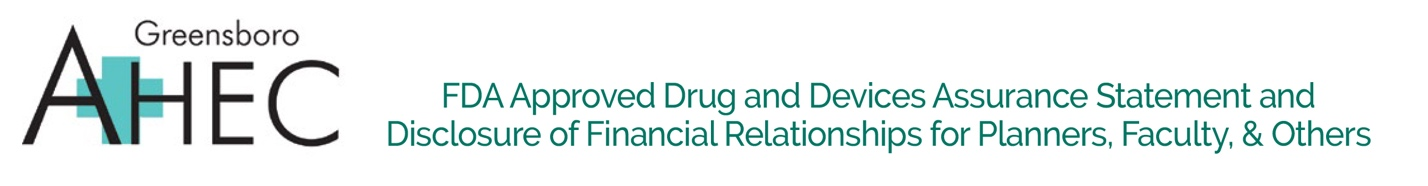 Greensboro
AHEC
FDA Approved Drug and Devices Assurance Statement and
Disclosure of Financial Relationships for Planners, Faculty, & Others